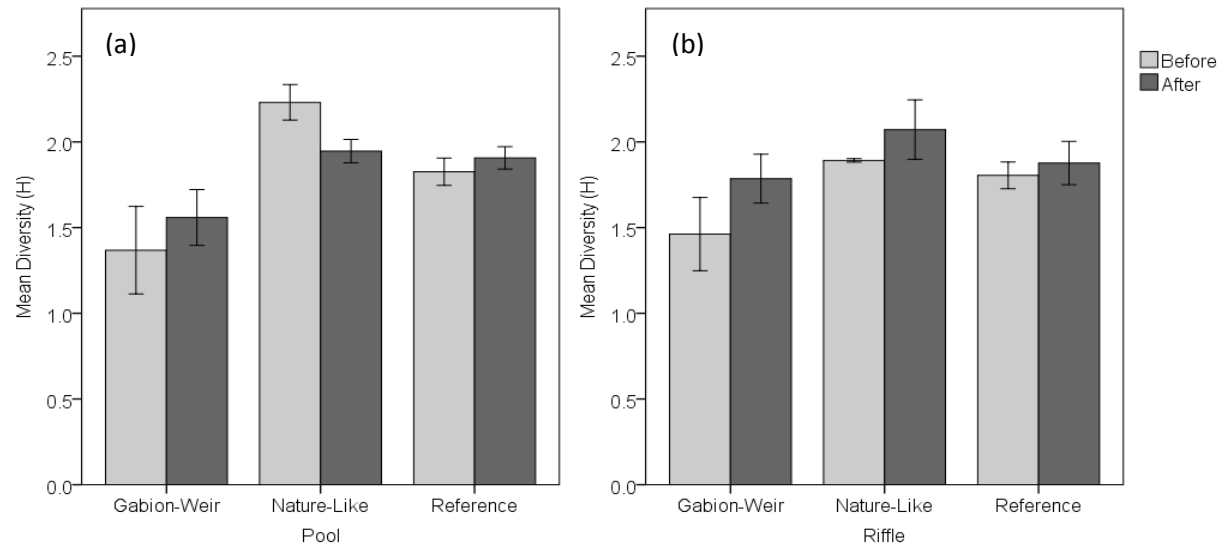 (a)
Mean Diversity (H)
2.5
2.0
1.5
1.0
0.5
0.0
Gabion-Weir Nature-Like Reference
Pool
(b)
Mean Diversity (H)
2.5
2.0
1.5
1.0
0.5
0.0
Gabion-Weir Nature-Like Reference
Riffle
Before
After